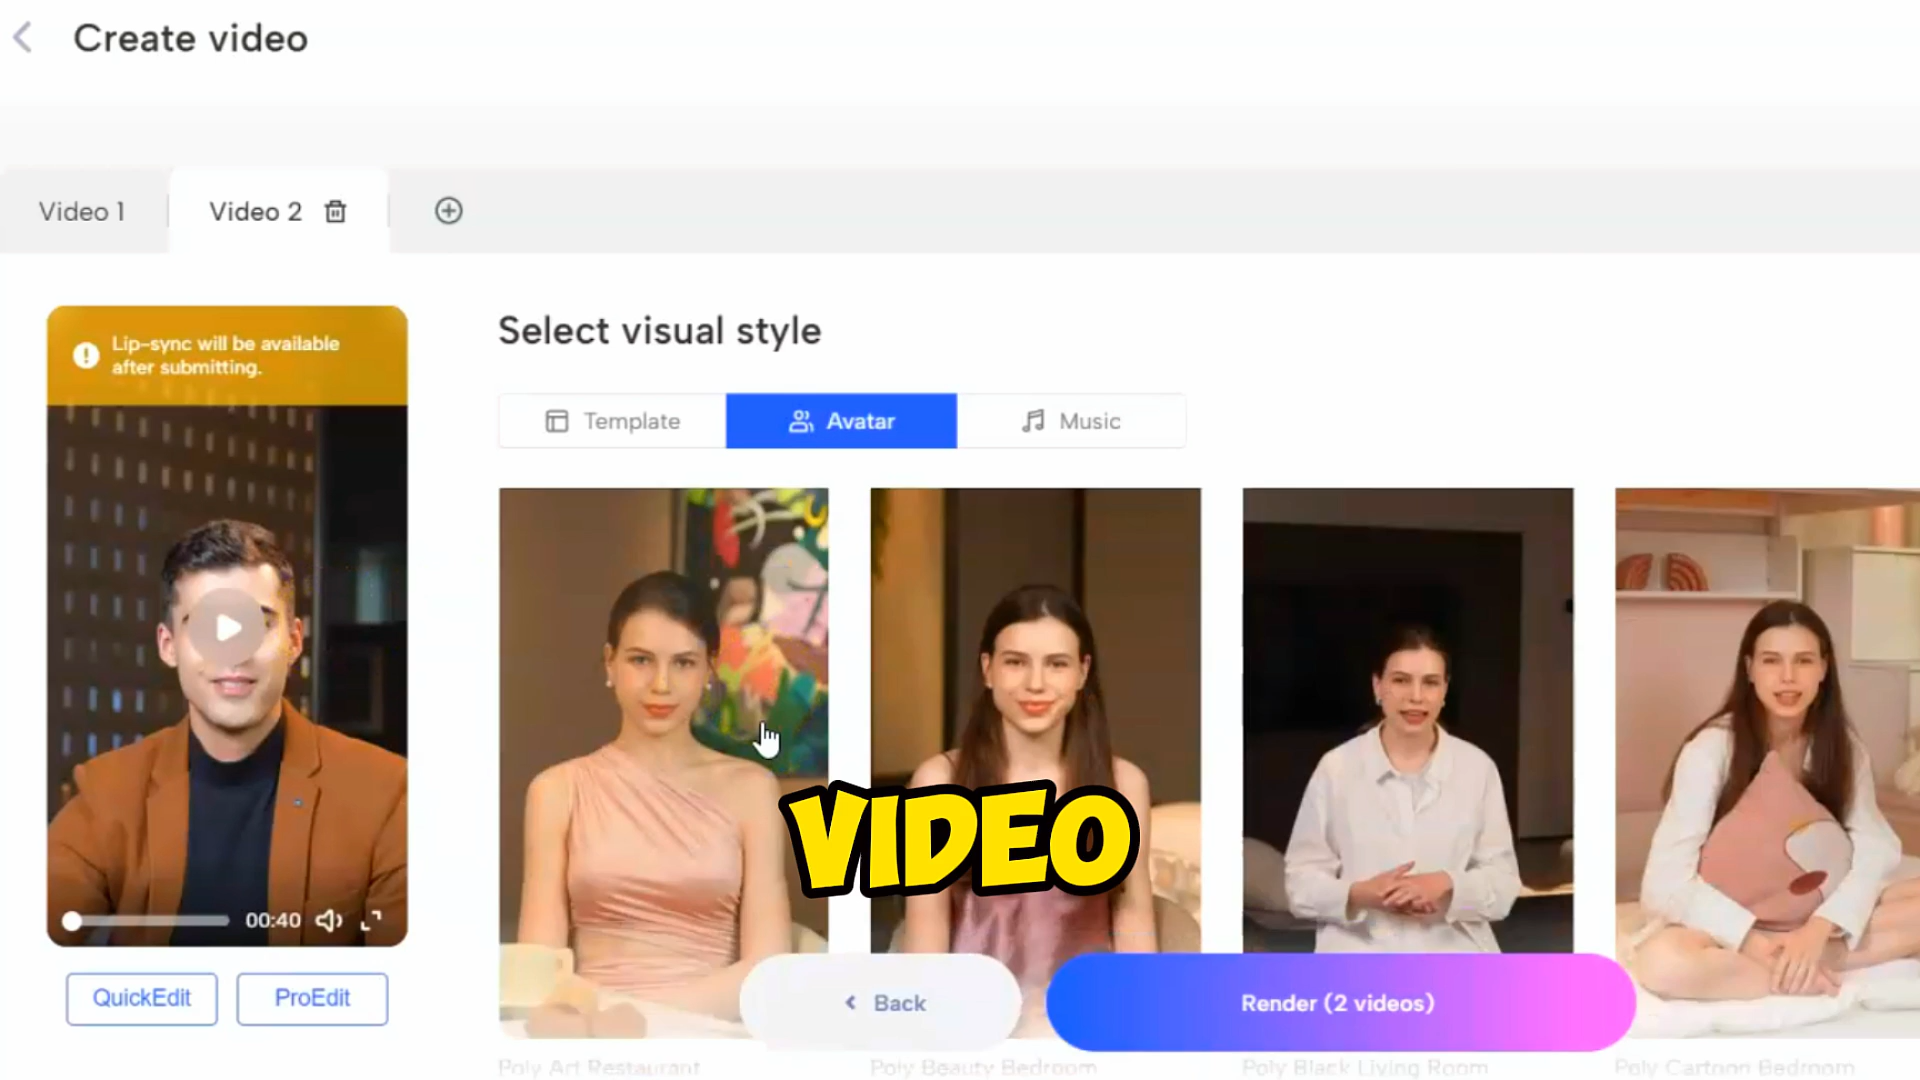 Create video
Video 1
Video 2
Lip-sync will be available
after submitting.
Select visual style
Template
Avatar
Music
VIDEO
00:40
QuickEdit
ProEdit
Back
Render (2 videos)
Poly Art Restaurant
Poly Beauty Bedroom
Poly Black Living Room
Poly Cartoon Bedroom